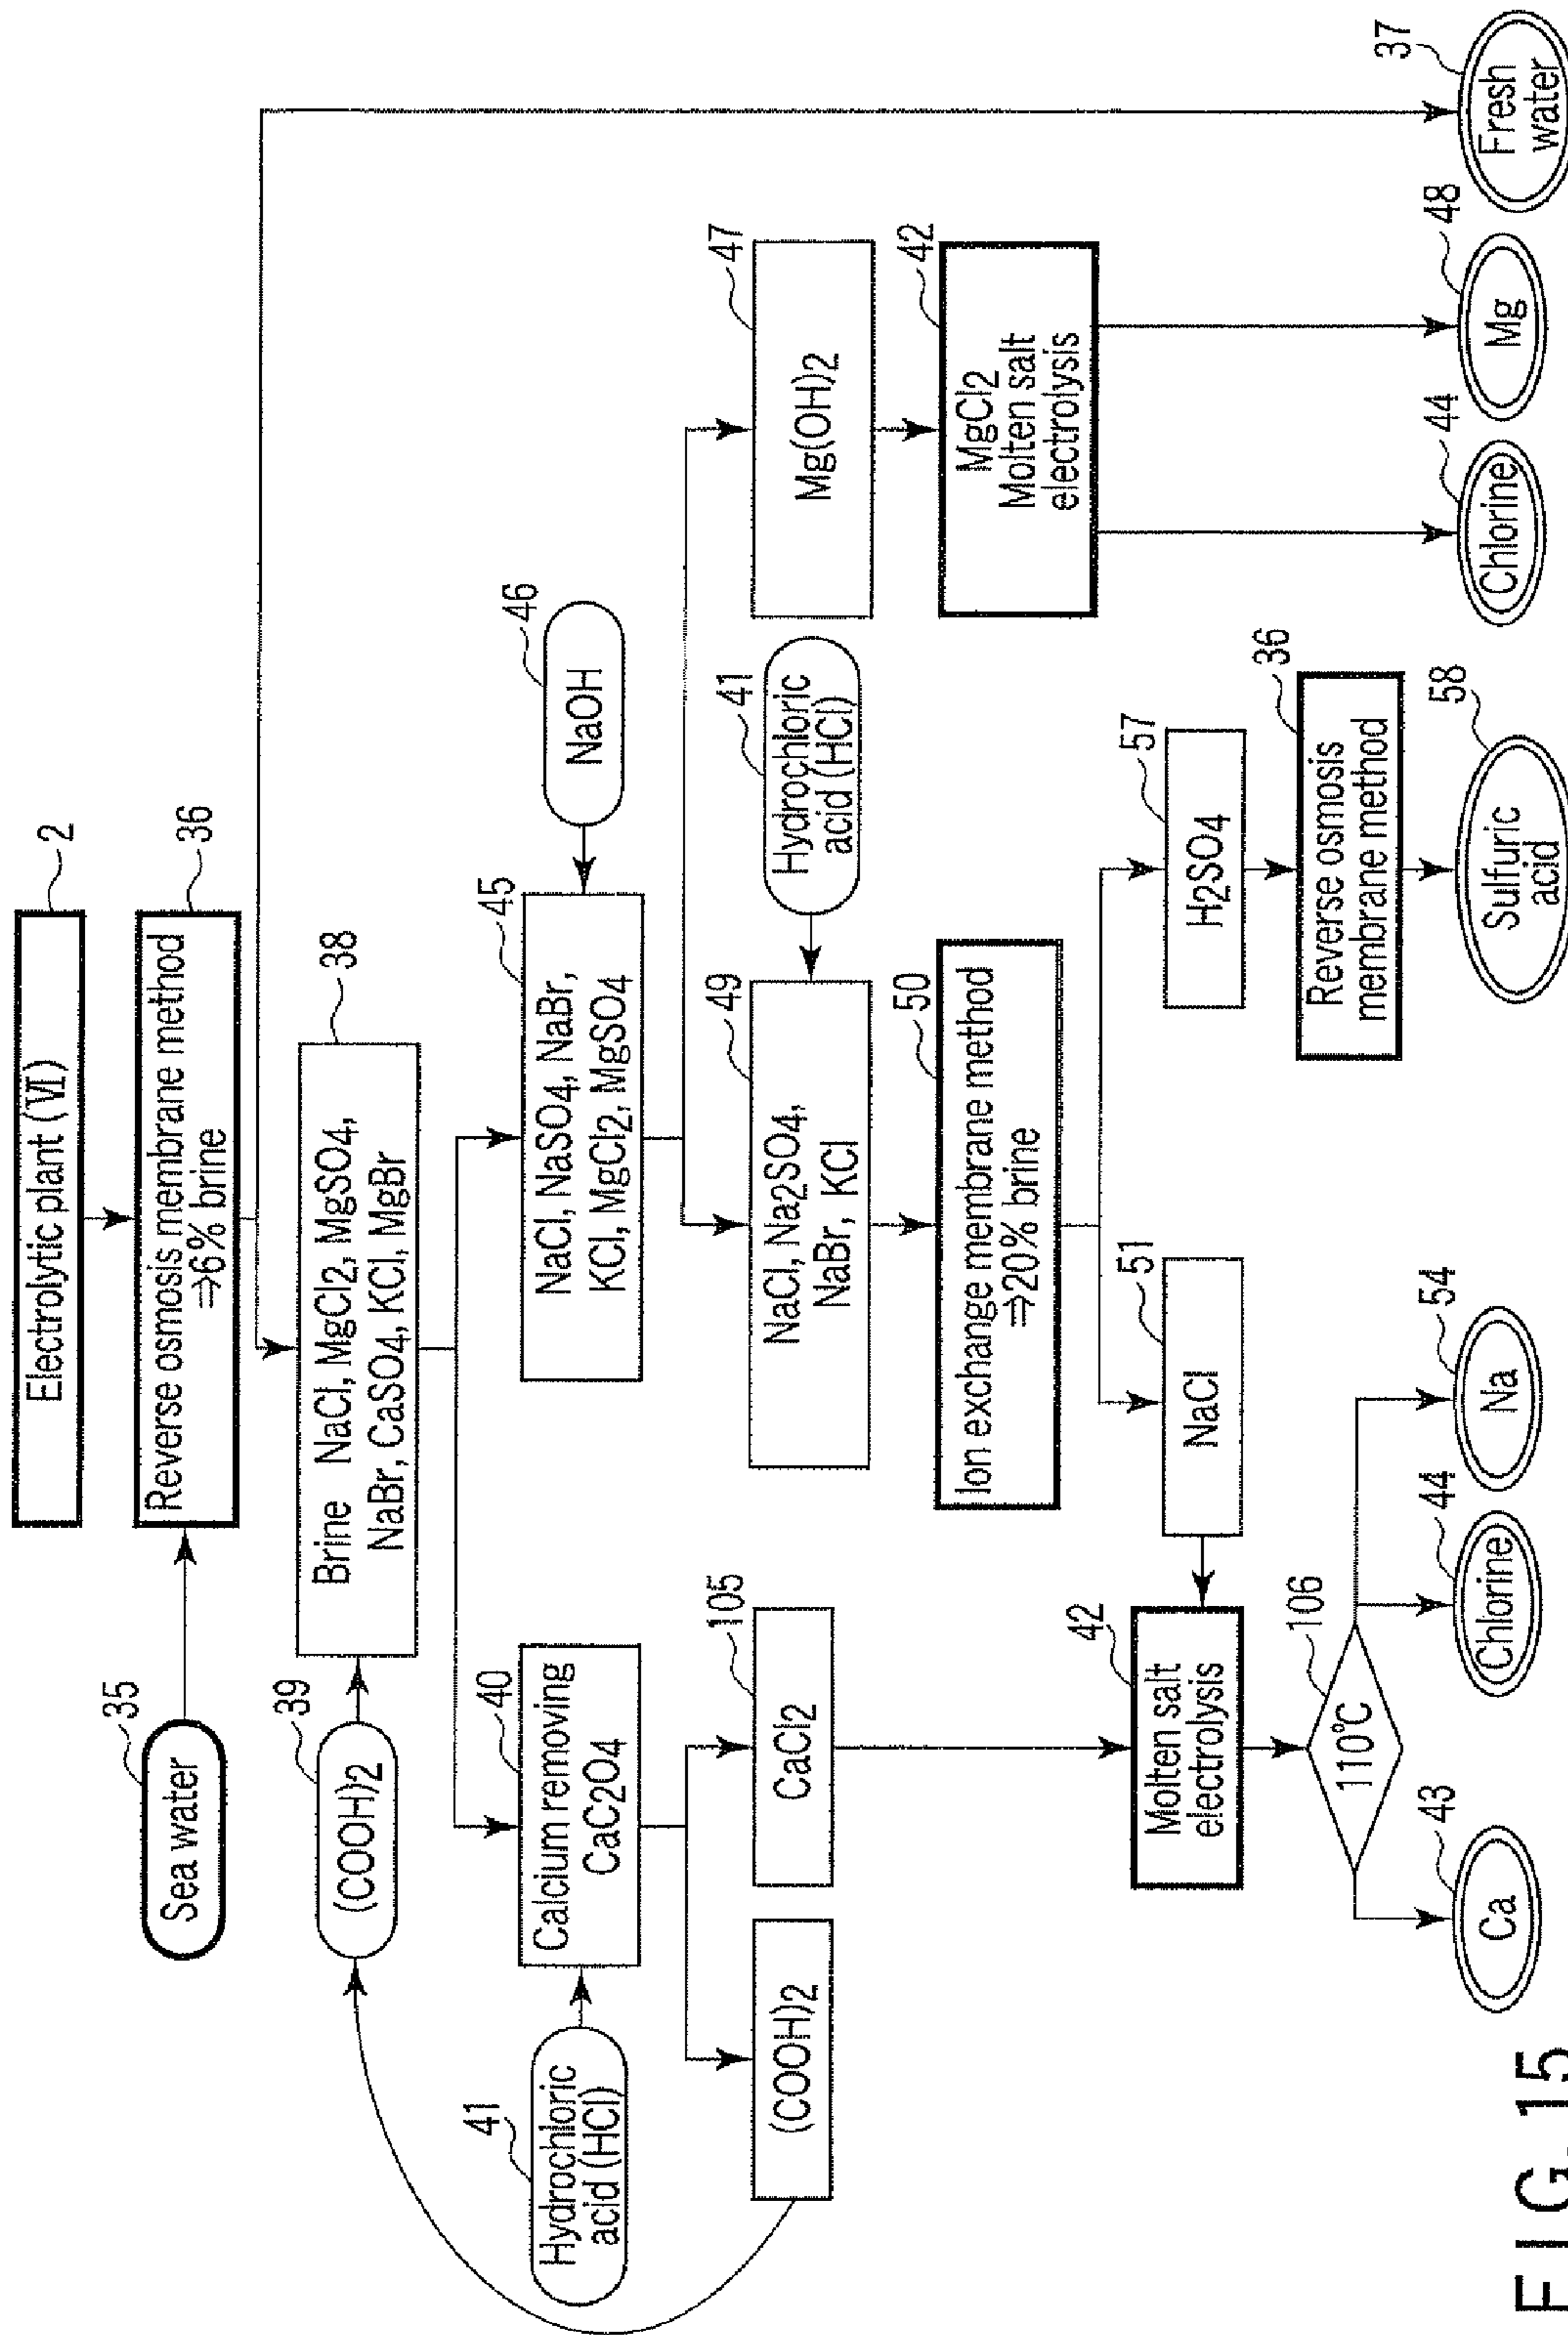 Electrolytic plant (VI)
2
Sea water
35
Reverse osmosis membrane method
⇒6% brine
36
(COOH)2
39
Brine NaCl, MgCl2, MgSO4,
NaBr, CaSO4, KCl, MgBr
38
Hydrochloric
acid (HCl)
41
Calcium removing
CaC2O4
40
NaCl, NaSO4, NaBr,
KCl, MgCl2, MgSO4
45
NaOH
46
(COOH)2
CaCl2
105
NaCl, Na2SO4,
NaBr, KCl
49
Hydrochloric
acid (HCl)
41
Mg(OH)2
47
Ion exchange membrane method
⇒20% brine
50
MgCl2
Molten salt
electrolysis
42
Molten salt
electrolysis
42
NaCl
51
H2SO4
57
110°C
106
Reverse osmosis
membrane method
36
Ca
43
Chlorine
44
Na
54
Sulfuric
acid
58
Chlorine
44
Mg
48
Fresh
water
37
FIG. 15